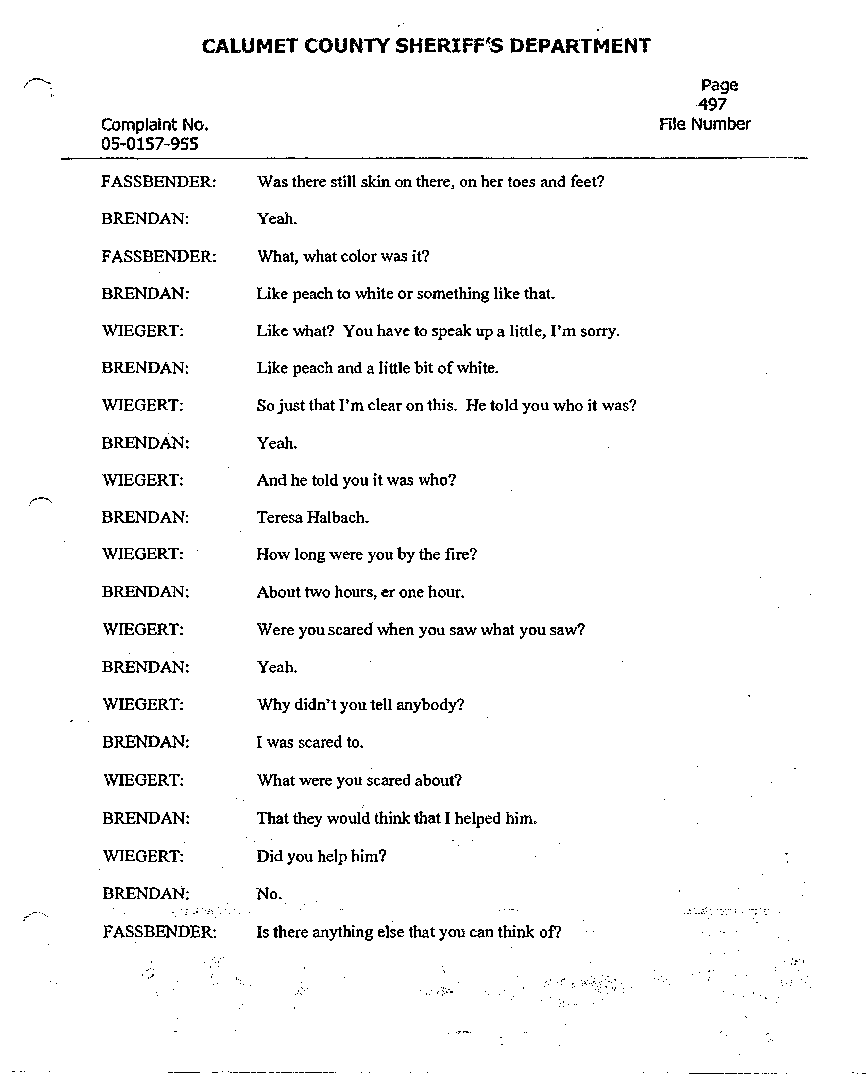 CALUMET COUNTY SHERIFF'S DEPARTMENT
Page
497
Complaint No.
File Number
05-0157-955
FASSBENDER: Was there still skin on there, on her toes and feet?
BRENDAN: Yeah.
FASSBENDER: What, what color was it?
BRENDAN: Like peach to white or something like that.
WIEGERT: Like what? You have to speak up a little, I'm sorry.
BRENDAN: Like peach and a little bit of white.
WIEGERT: So just that I'm clear on this. He told you who it was?
BRENDAN: Yeah.
WIEGERT: And he told you it was who?
BRENDAN: Teresa Halbach.
WIEGERT: How long were you by the fire?
BRENDAN: About two hours, er one hour.
WIEGERT: Were you scared when you saw what you saw?
BRENDAN: Yeah.
WIEGERT: Why didn't you tell anybody?
BRENDAN: I was scared to.
WIEGERT: What were you scared about?
BRENDAN: That they would think that I helped him.
WIEGERT: Did you help him?
BRENDAN: No.
FASSBENDER: Is there anything else that you can think of?